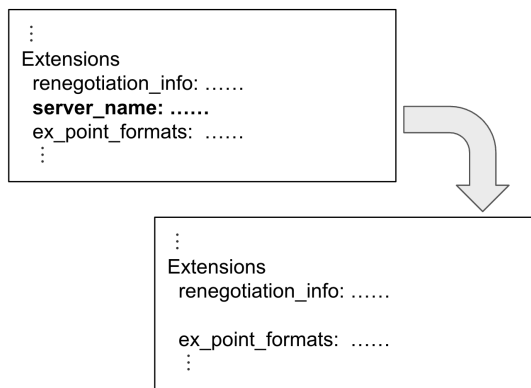 ⋮
Extensions
renegotiation_info: ......
server_name: ......
ex_point_formats: ......
⋮
⋮
Extensions
renegotiation_info: ......
ex_point_formats: ......
⋮